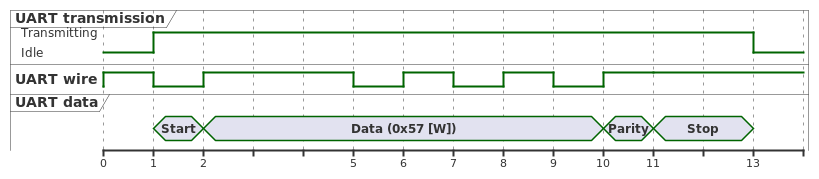 UART transmission
Transmitting
Idle
UART wire
UART data
Start Data (0x57 [W]) Parity Stop
0 1 2 5 6 7 8 9 10 11 13